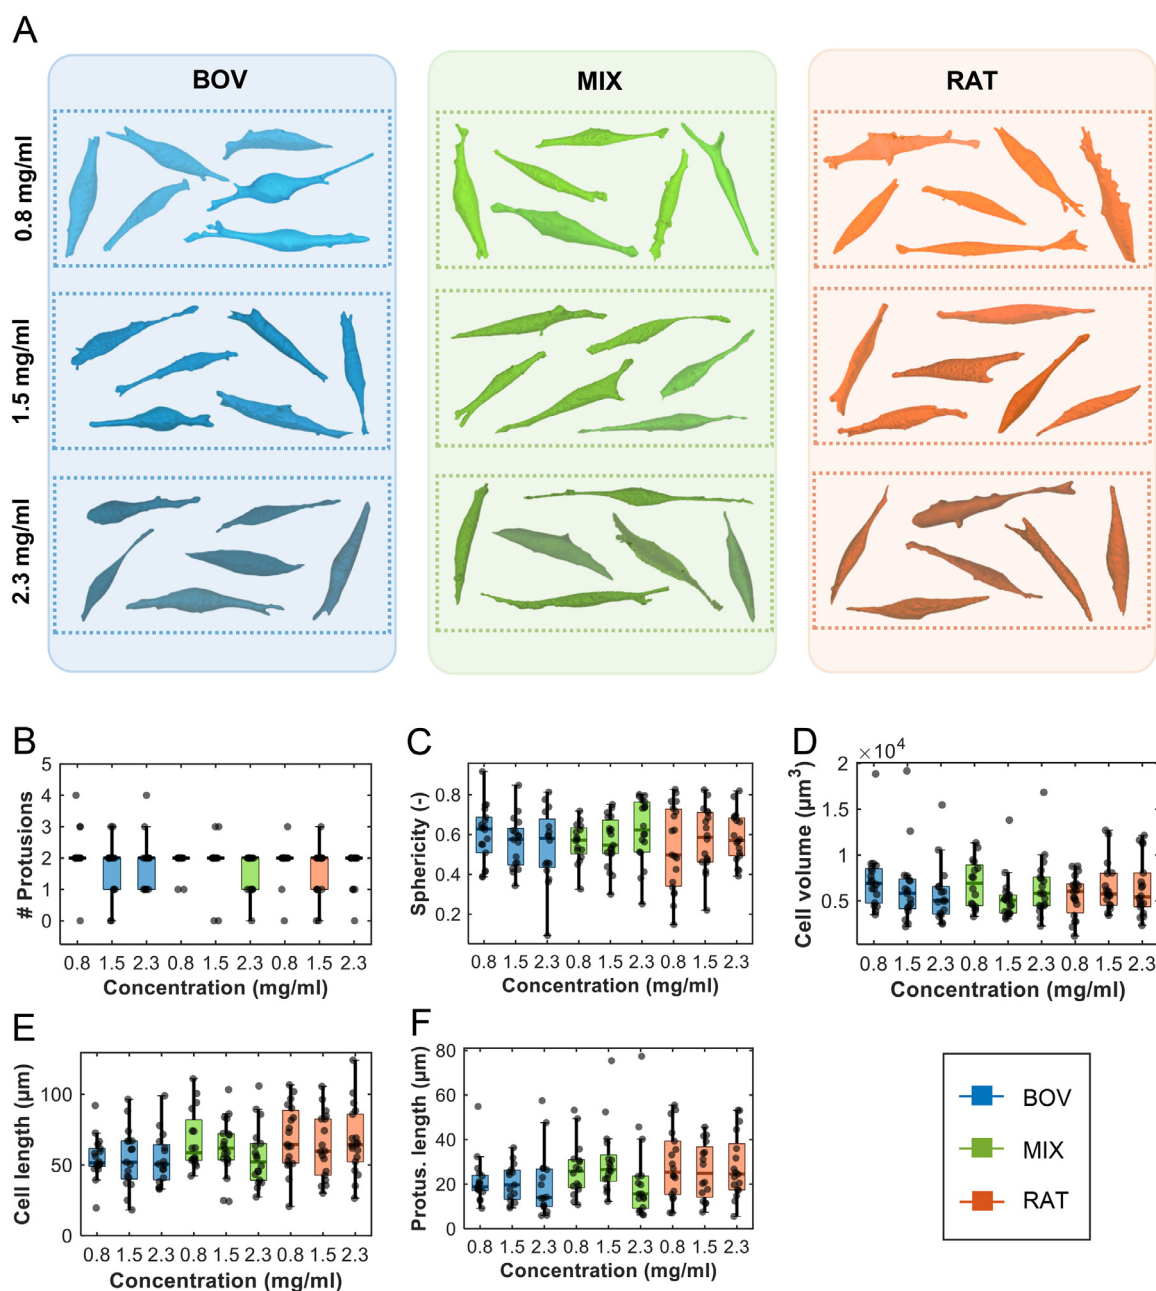 A
BOV
MIX
RAT
0.8 mg/ml
1.5 mg/ml
2.3 mg/ml
B
# Protusions
5
4
3
2
1
0
0.8 1.5 2.3 0.8 1.5 2.3 0.8 1.5 2.3
Concentration (mg/ml)
C
Sphericity (-)
0.8
0.6
0.4
0.2
0.8 1.5 2.3 0.8 1.5 2.3 0.8 1.5 2.3
Concentration (mg/ml)
D
×10⁴
Cell volume (µm³)
2
1.5
1
0.5
0.8 1.5 2.3 0.8 1.5 2.3 0.8 1.5 2.3
Concentration (mg/ml)
E
Cell length (µm)
100
50
0
0.8 1.5 2.3 0.8 1.5 2.3 0.8 1.5 2.3
Concentration (mg/ml)
F
Protus. length (µm)
80
60
40
20
0
0.8 1.5 2.3 0.8 1.5 2.3 0.8 1.5 2.3
Concentration (mg/ml)
BOV
MIX
RAT